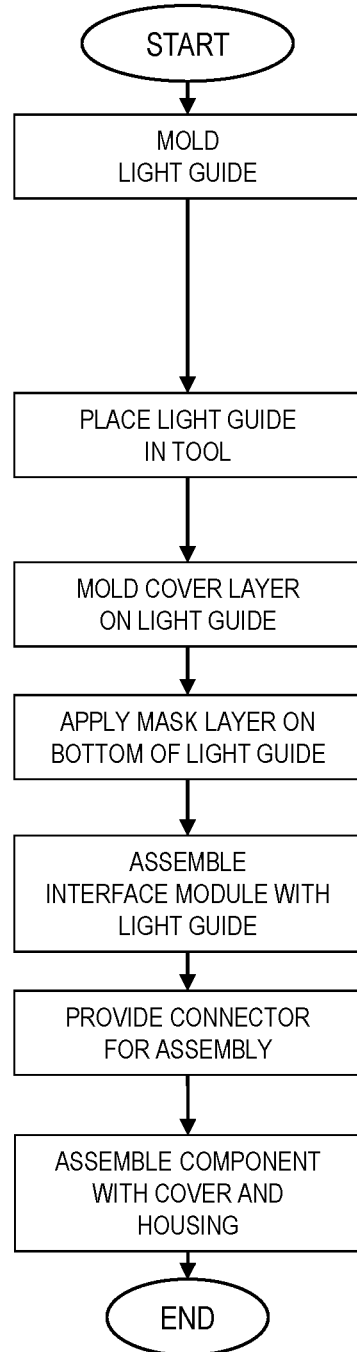 START
MOLD
LIGHT GUIDE
PLACE LIGHT GUIDE
IN TOOL
MOLD COVER LAYER
ON LIGHT GUIDE
APPLY MASK LAYER ON
BOTTOM OF LIGHT GUIDE
ASSEMBLE
INTERFACE MODULE WITH
LIGHT GUIDE
PROVIDE CONNECTOR
FOR ASSEMBLY
ASSEMBLE COMPONENT
WITH COVER AND
HOUSING
END